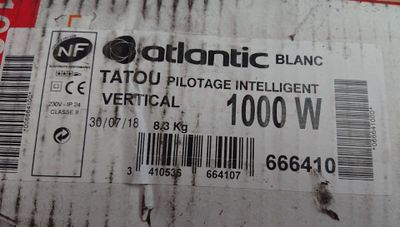 NF
atlantic BLANC
TATOU PILOTAGE INTELLIGENT
VERTICAL 1000 W
230V - IP 24
CLASSE II
30/07/18 8,3 Kg
666410
3 410536 664107